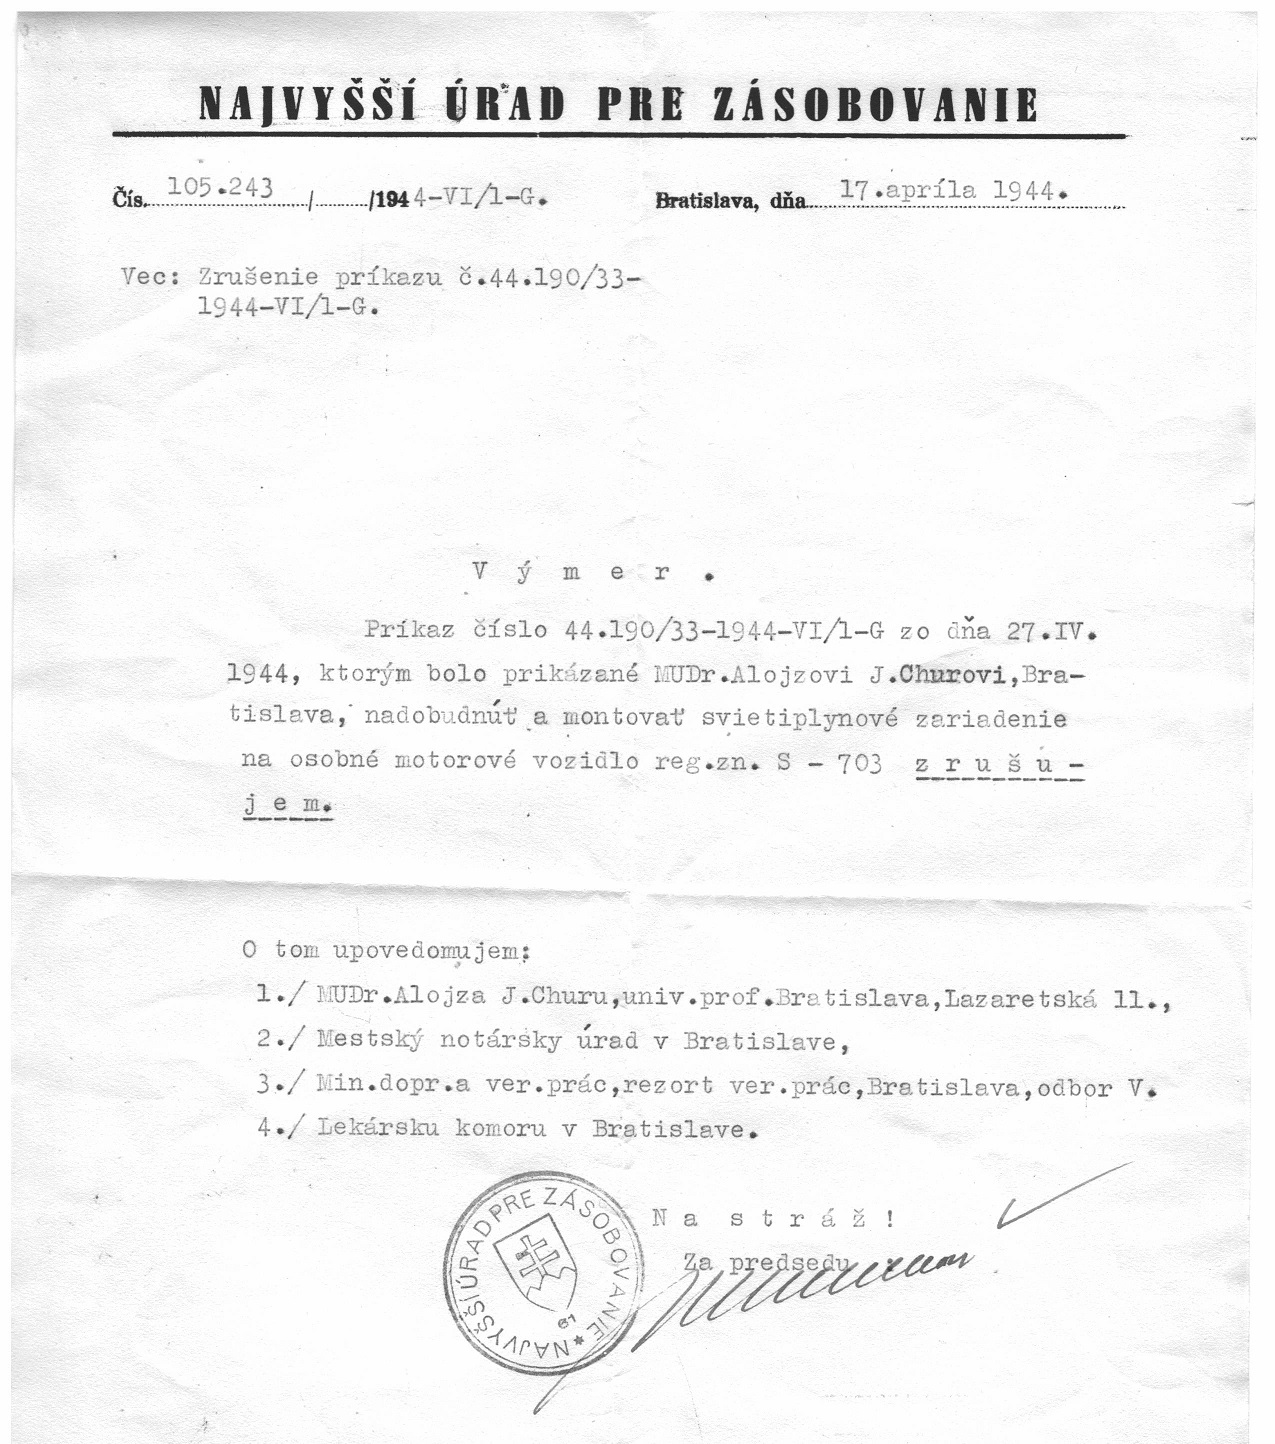 NAJVYŠŠÍ ÚRAD PRE ZÁSOBOVANIE
Čís. 105.243 / /1944-VI/1-G. Bratislava, dňa 17.apríla 1944.
Vec: Zrušenie príkazu č.44.190/33-
1944-VI/1-G.
V ý m e r .
Príkaz číslo 44.190/33-1944-VI/1-G zo dňa 27.IV.
1944, ktorým bolo prikázané MUDr.Alojzovi J.Churovi,Bra-
tislava, nadobudnúť a montovať svietiplynové zariadenie
na osobné motorové vozidlo reg.zn. S - 703 z r u š u -
j e m.
O tom upovedomujem:
1./ MUDr.Alojza J.Churu,univ.prof.Bratislava,Lazaretská 11.,
2./ Mestský notársky úrad v Bratislave,
3./ Min.dopr.a ver.prác,rezort ver.prác,Bratislava,odbor V.
4./ Lekársku komoru v Bratislave.
N a s t r á ž !
Za predsedu
NAJVYŠŠÍ ÚRAD PRE ZÁSOBOVANIE *
61